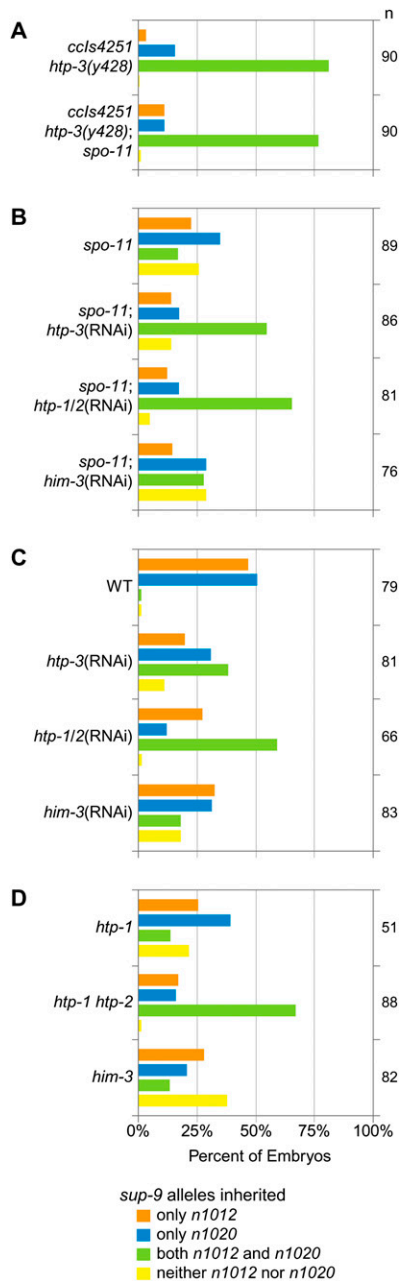 n
A
ccIs4251
htp-3(y428)
90
ccIs4251
htp-3(y428);
spo-11
90
B
spo-11
89
spo-11;
htp-3(RNAi)
86
spo-11;
htp-1/2(RNAi)
81
spo-11;
him-3(RNAi)
76
C
WT
79
htp-3(RNAi)
81
htp-1/2(RNAi)
66
him-3(RNAi)
83
D
htp-1
51
htp-1 htp-2
88
him-3
82
0% 25% 50% 75% 100%
Percent of Embryos
sup-9 alleles inherited
only n1012
only n1020
both n1012 and n1020
neither n1012 nor n1020